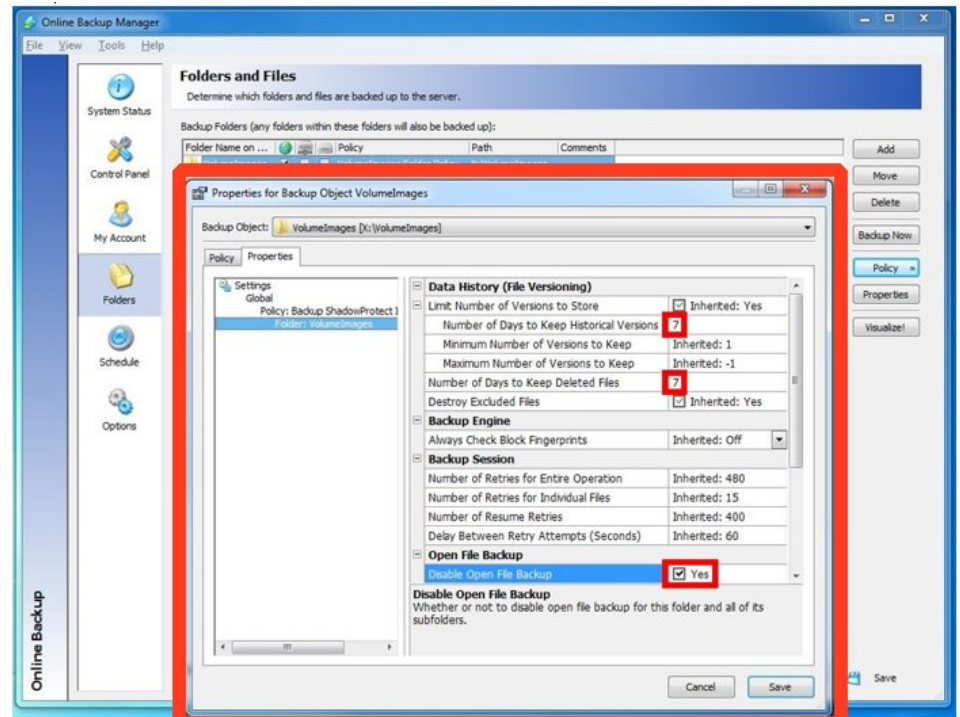 Online Backup Manager
File View Tools Help
Folders and Files
Determine which folders and files are backed up to the server.
System Status
Control Panel
My Account
Folders
Schedule
Options
Online Backup
Backup Folders (any folders within these folders will also be backed up):
Folder Name on ... Policy Path Comments
Add
Move
Delete
Backup Now
Policy »
Properties
Visualize!
Properties for Backup Object VolumeImages
Backup Object: VolumeImages [X:\VolumeImages]
Policy Properties
Settings
Global
Policy: Backup ShadowProtect I
Folder: VolumeImages
Data History (File Versioning)
Limit Number of Versions to Store Inherited: Yes
Number of Days to Keep Historical Versions 7
Minimum Number of Versions to Keep Inherited: 1
Maximum Number of Versions to Keep Inherited: -1
Number of Days to Keep Deleted Files 7
Destroy Excluded Files Inherited: Yes
Backup Engine
Always Check Block Fingerprints Inherited: Off
Backup Session
Number of Retries for Entire Operation Inherited: 480
Number of Retries for Individual Files Inherited: 15
Number of Resume Retries Inherited: 400
Delay Between Retry Attempts (Seconds) Inherited: 60
Open File Backup
Disable Open File Backup Yes
Disable Open File Backup
Whether or not to disable open file backup for this folder and all of its
subfolders.
Cancel Save
Save